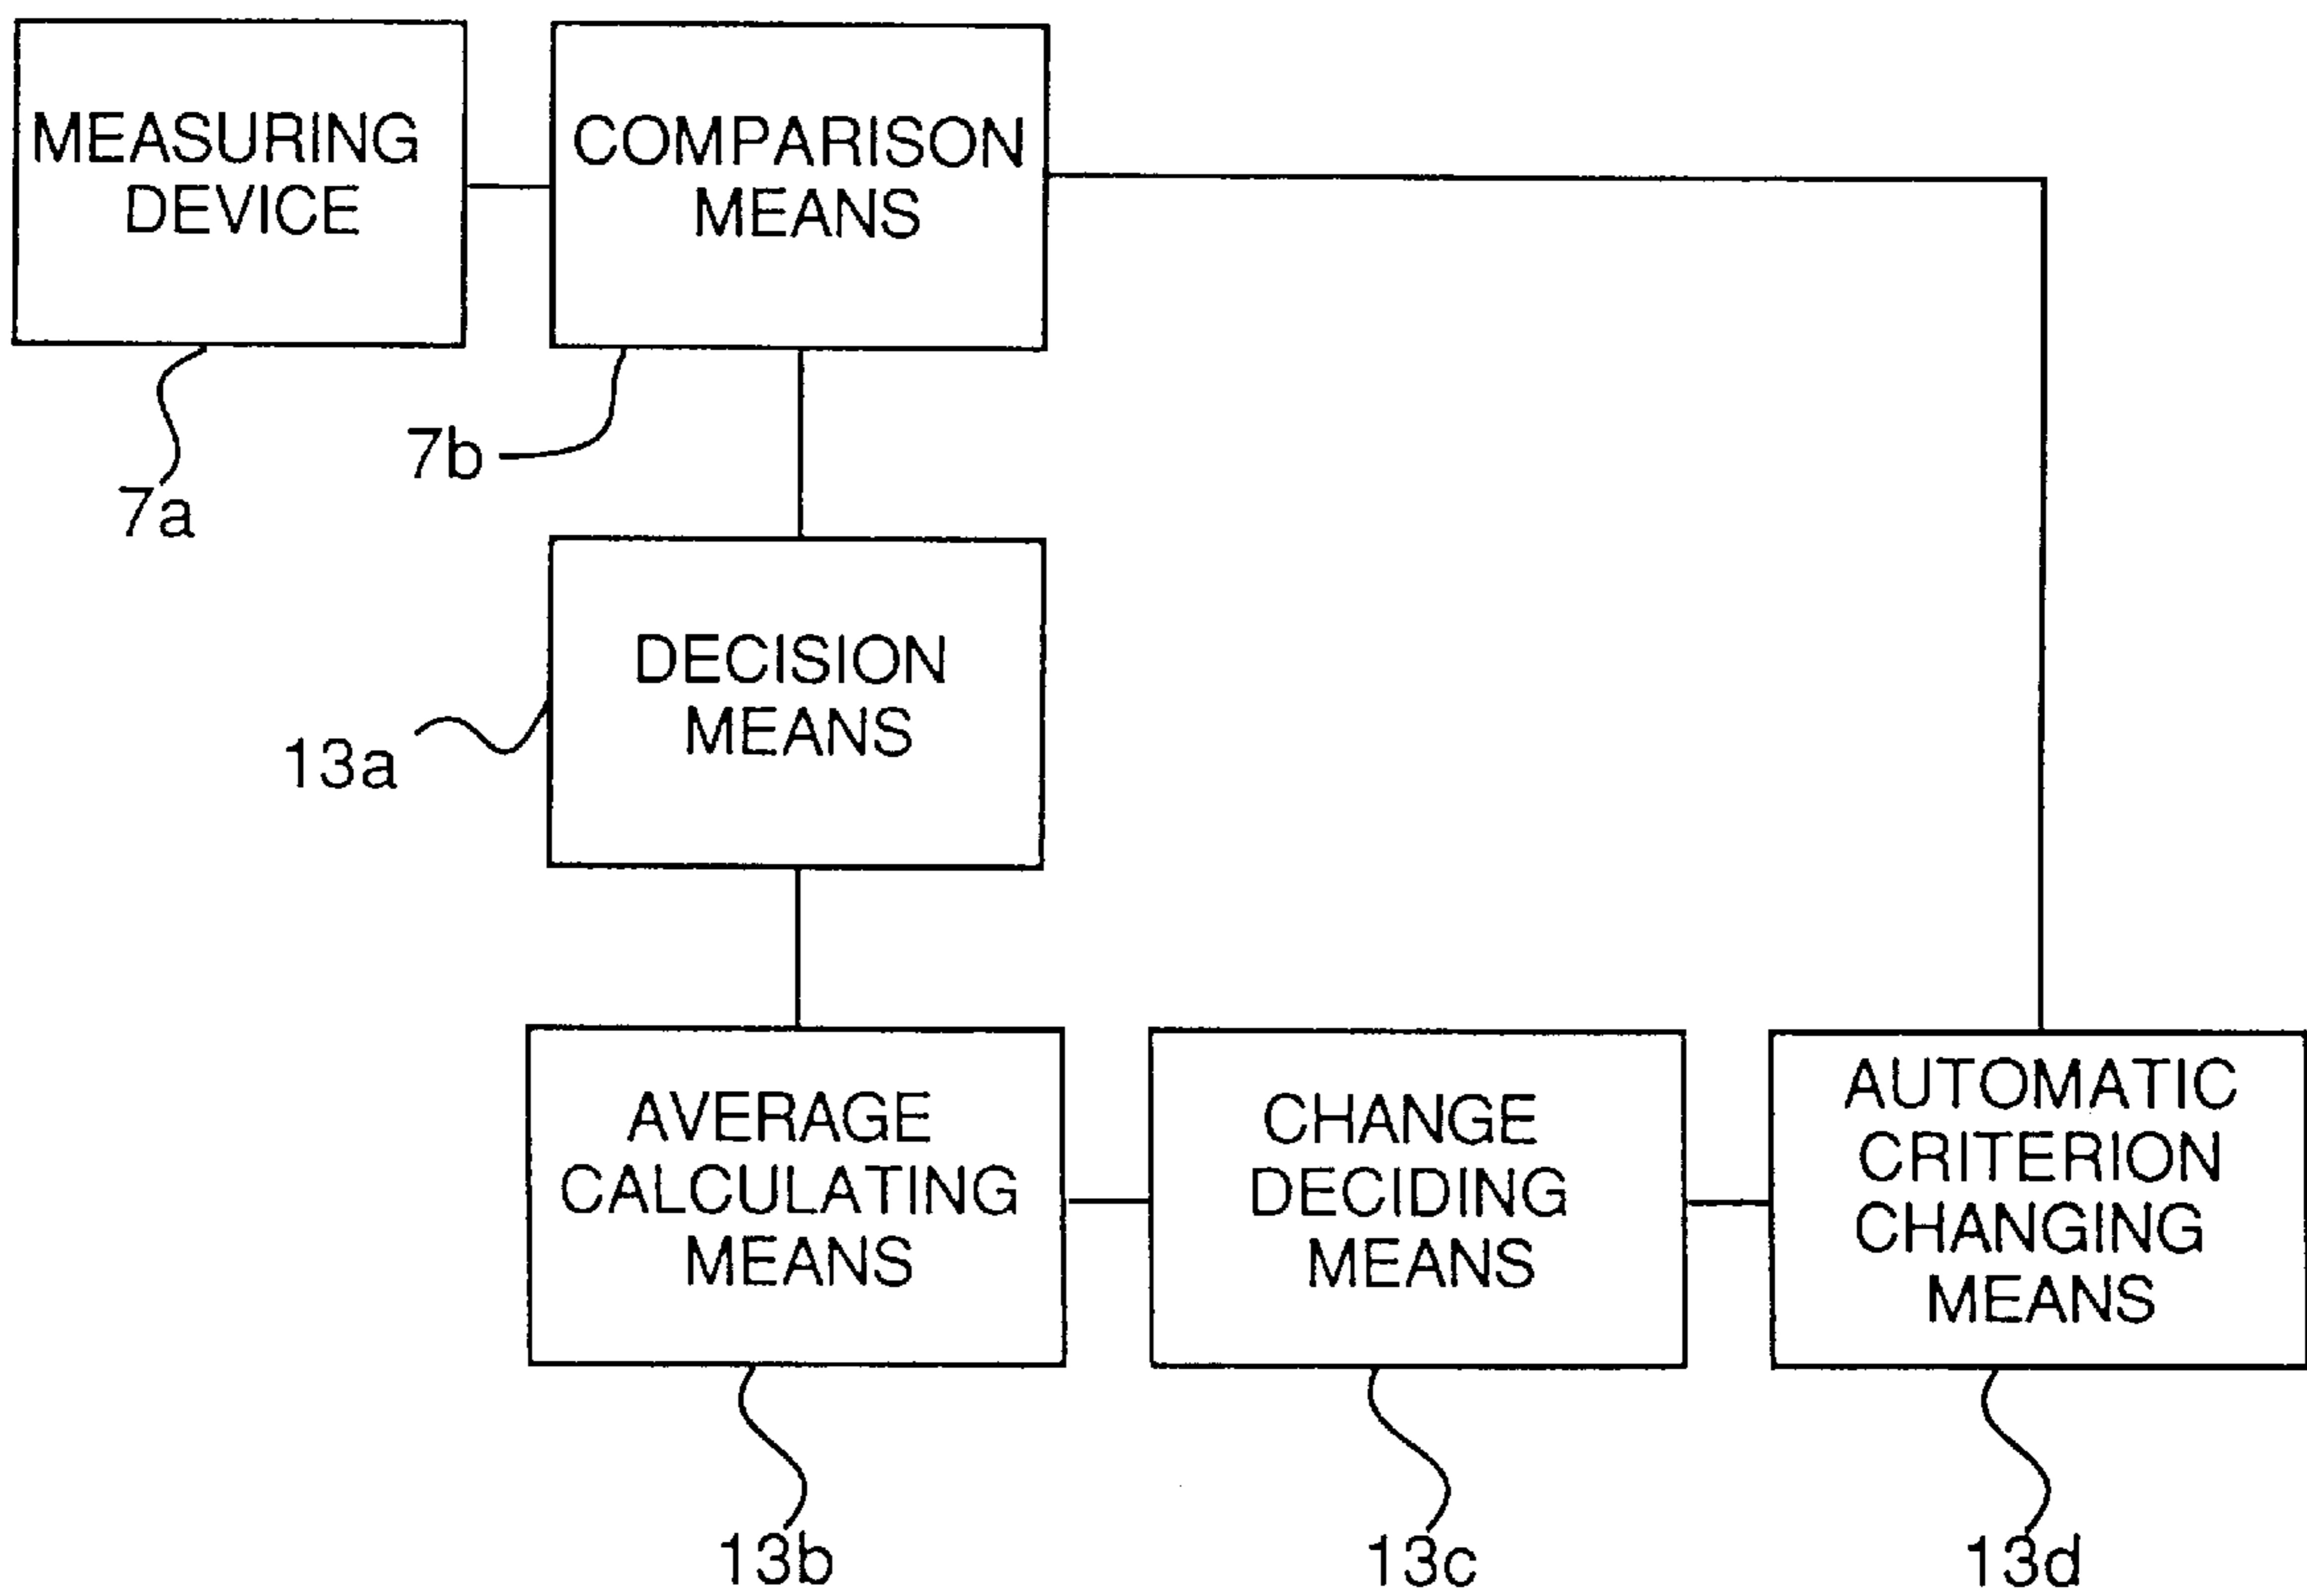 MEASURING
DEVICE
7a
COMPARISON
MEANS
7b
DECISION
MEANS
13a
AVERAGE
CALCULATING
MEANS
13b
CHANGE
DECIDING
MEANS
13c
AUTOMATIC
CRITERION
CHANGING
MEANS
13d